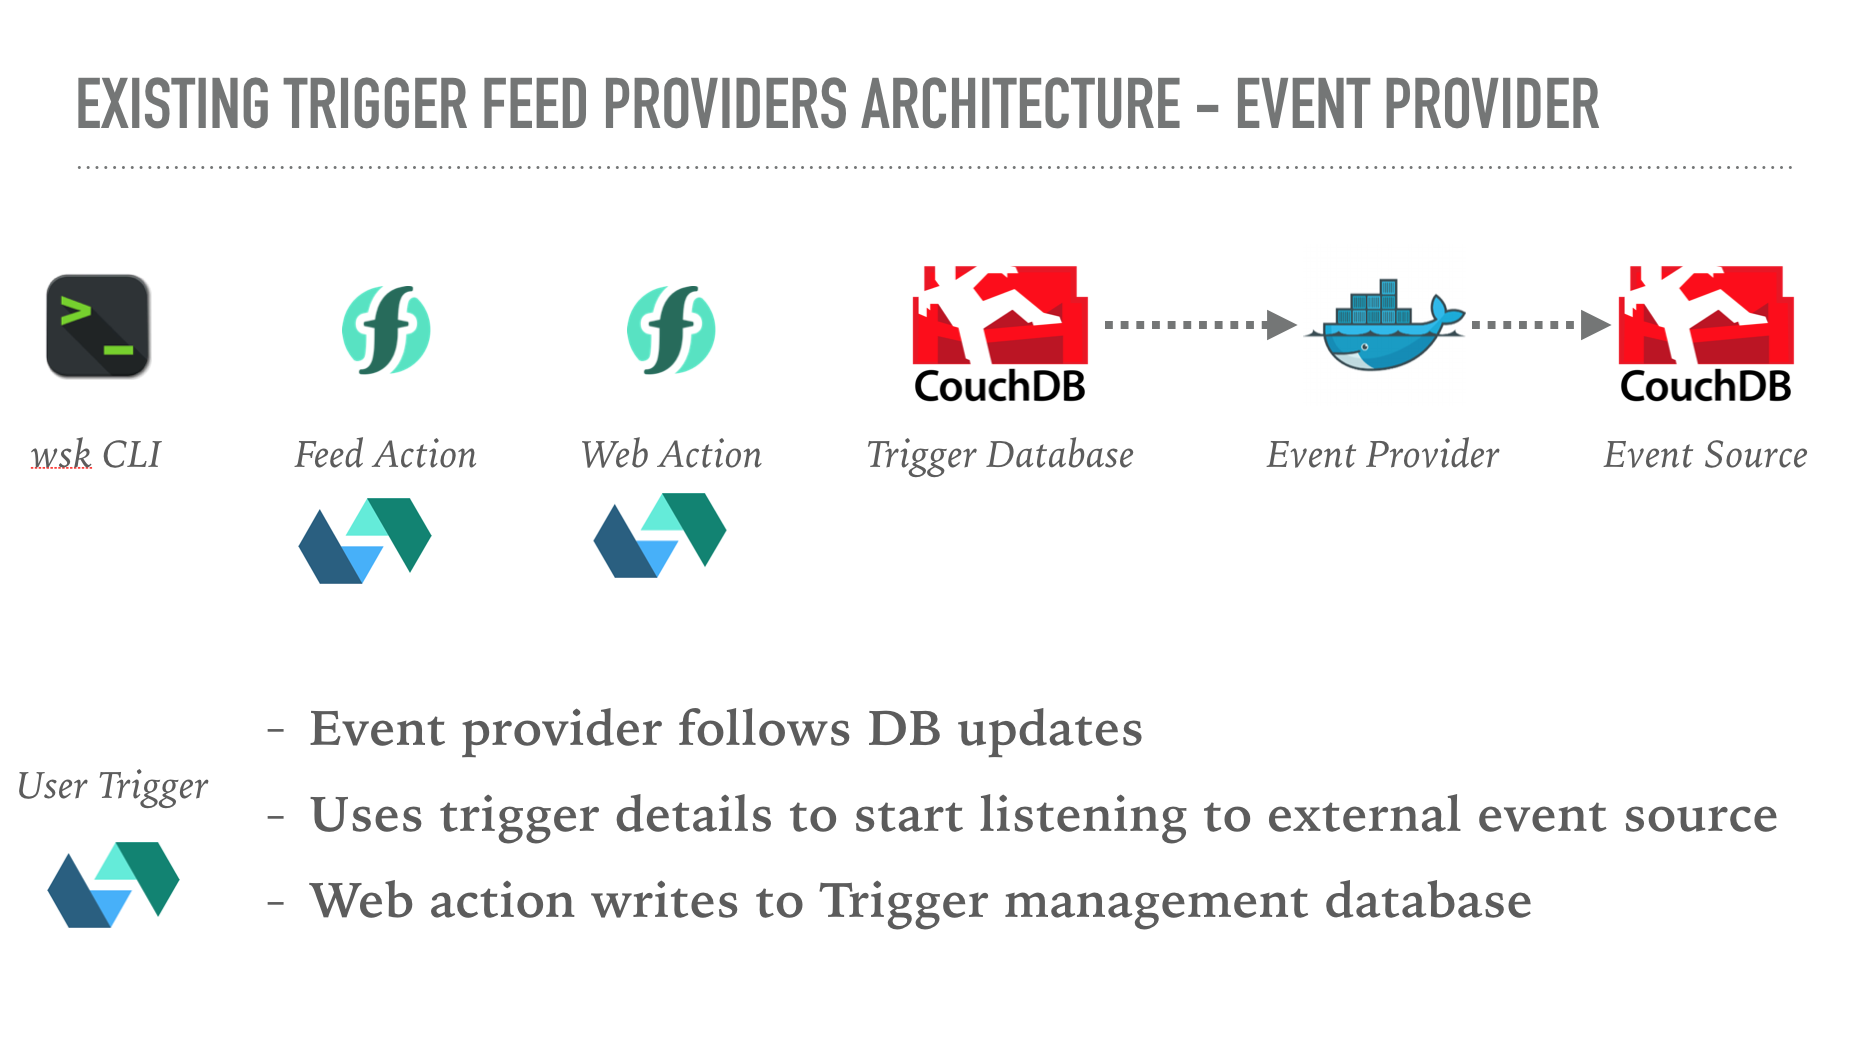 EXISTING TRIGGER FEED PROVIDERS ARCHITECTURE - EVENT PROVIDER
CouchDB
CouchDB
wsk CLI
Feed Action
Web Action
Trigger Database
Event Provider
Event Source
- Event provider follows DB updates
User Trigger
- Uses trigger details to start listening to external event source
- Web action writes to Trigger management database